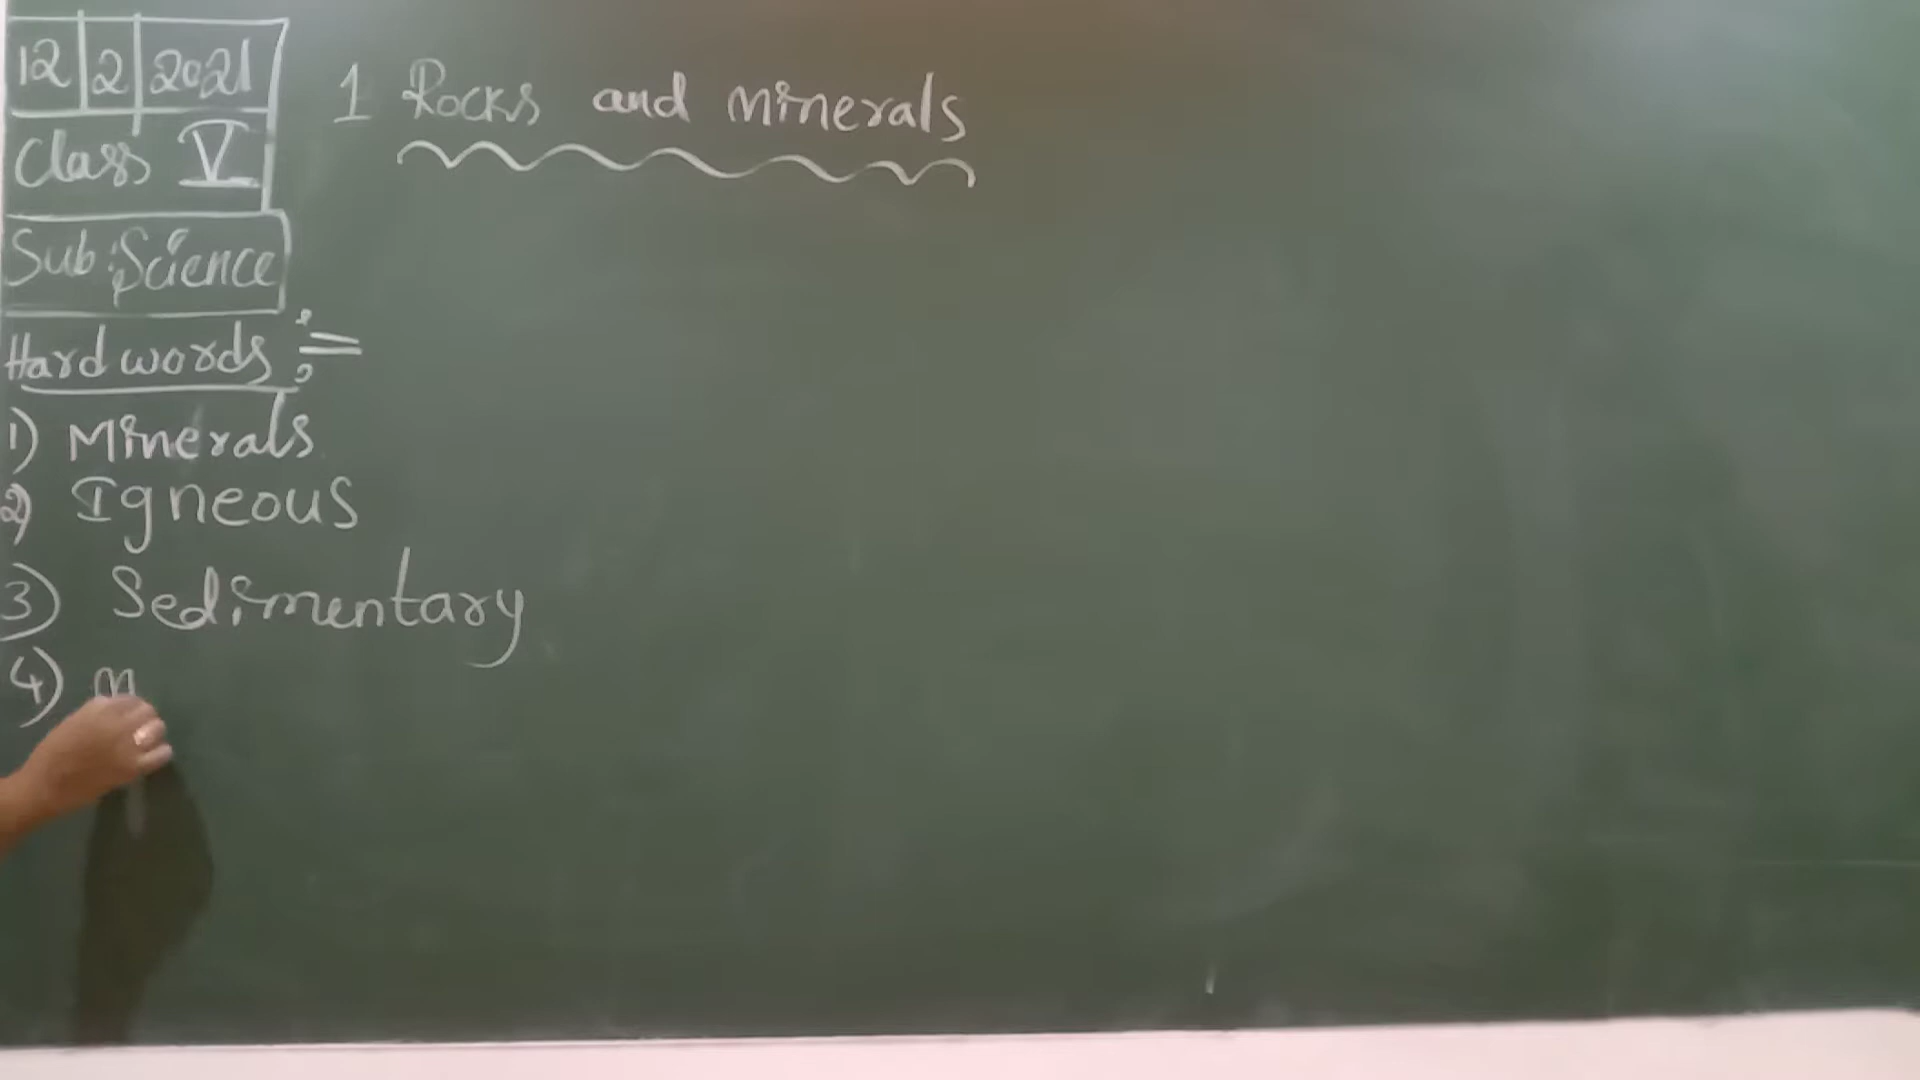 12 2 2021
Class V
Sub: Science
1 Rocks and minerals
Hard words :=
1) Minerals
2) Igneous
3) Sedimentary
4) m